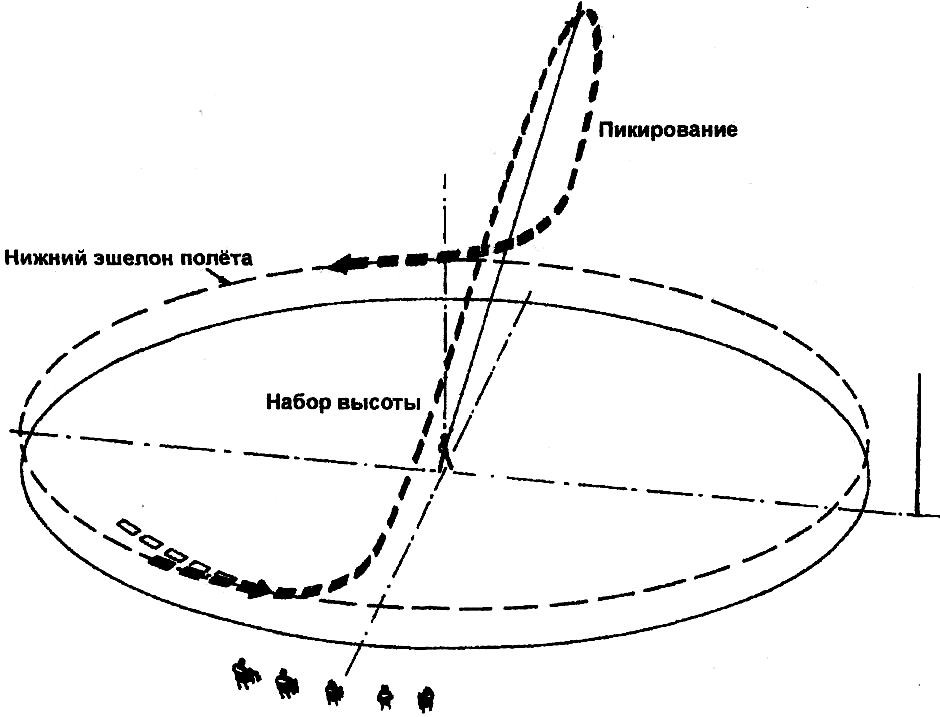 Пикирование
Нижний эшелон полёта
Набор высоты